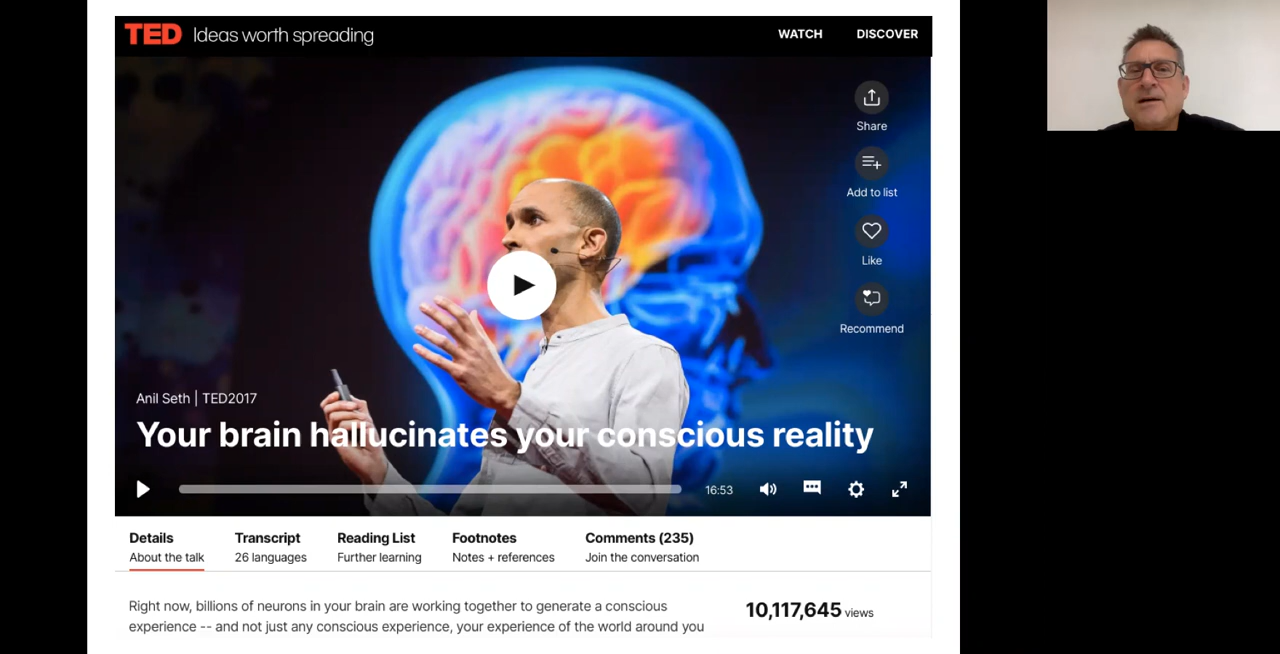 TED Ideas worth spreading
WATCH DISCOVER
Share
Add to list
Like
Recommend
Anil Seth | TED2017
Your brain hallucinates your conscious reality
16:53
Details
About the talk
Transcript
26 languages
Reading List
Further learning
Footnotes
Notes + references
Comments (235)
Join the conversation
Right now, billions of neurons in your brain are working together to generate a conscious
experience -- and not just any conscious experience, your experience of the world around you
10,117,645 views